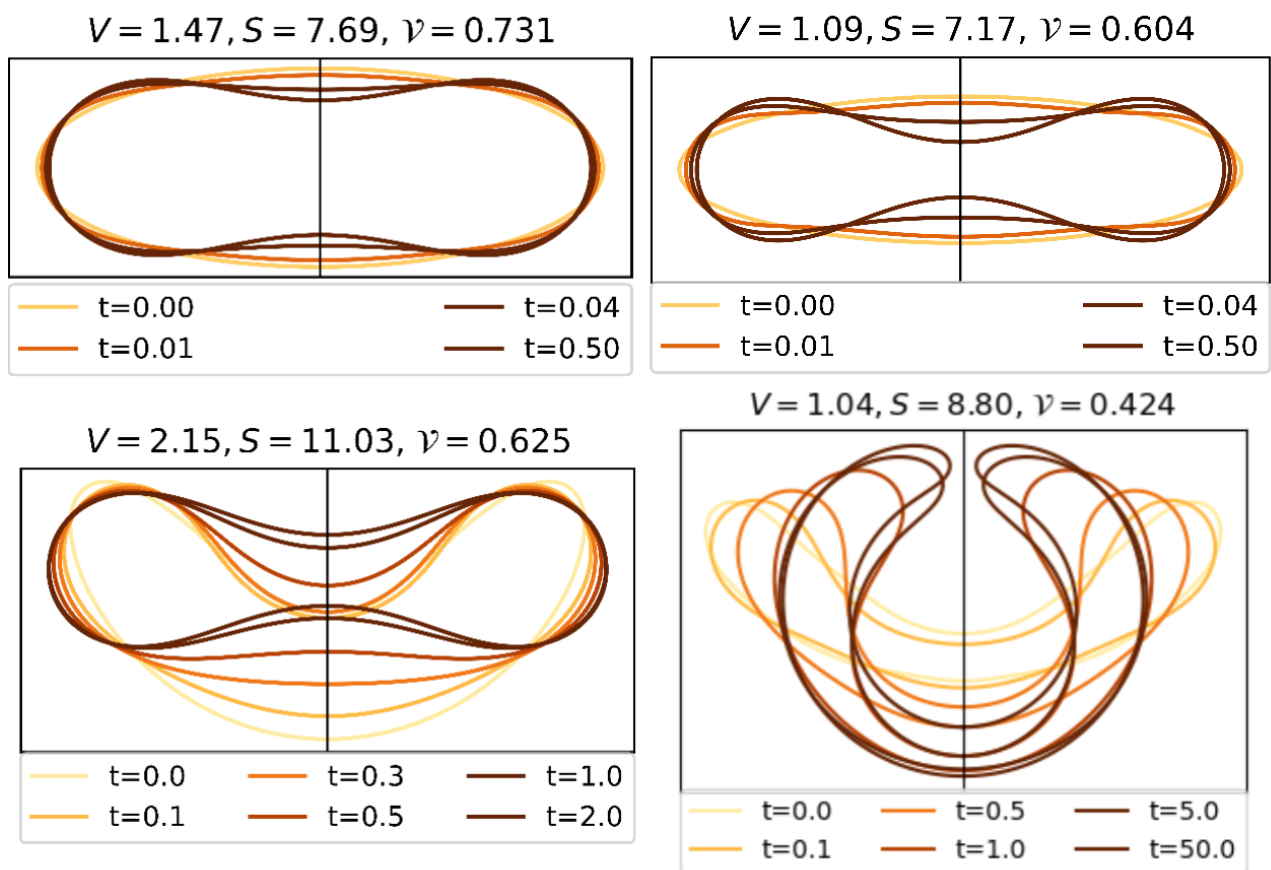 V = 1.47, S = 7.69, 𝒱 = 0.731
t=0.00 t=0.04
t=0.01 t=0.50
V = 1.09, S = 7.17, 𝒱 = 0.604
t=0.00 t=0.04
t=0.01 t=0.50
V = 2.15, S = 11.03, 𝒱 = 0.625
t=0.0 t=0.3 t=1.0
t=0.1 t=0.5 t=2.0
V = 1.04, S = 8.80, 𝒱 = 0.424
t=0.0 t=0.5 t=5.0
t=0.1 t=1.0 t=50.0